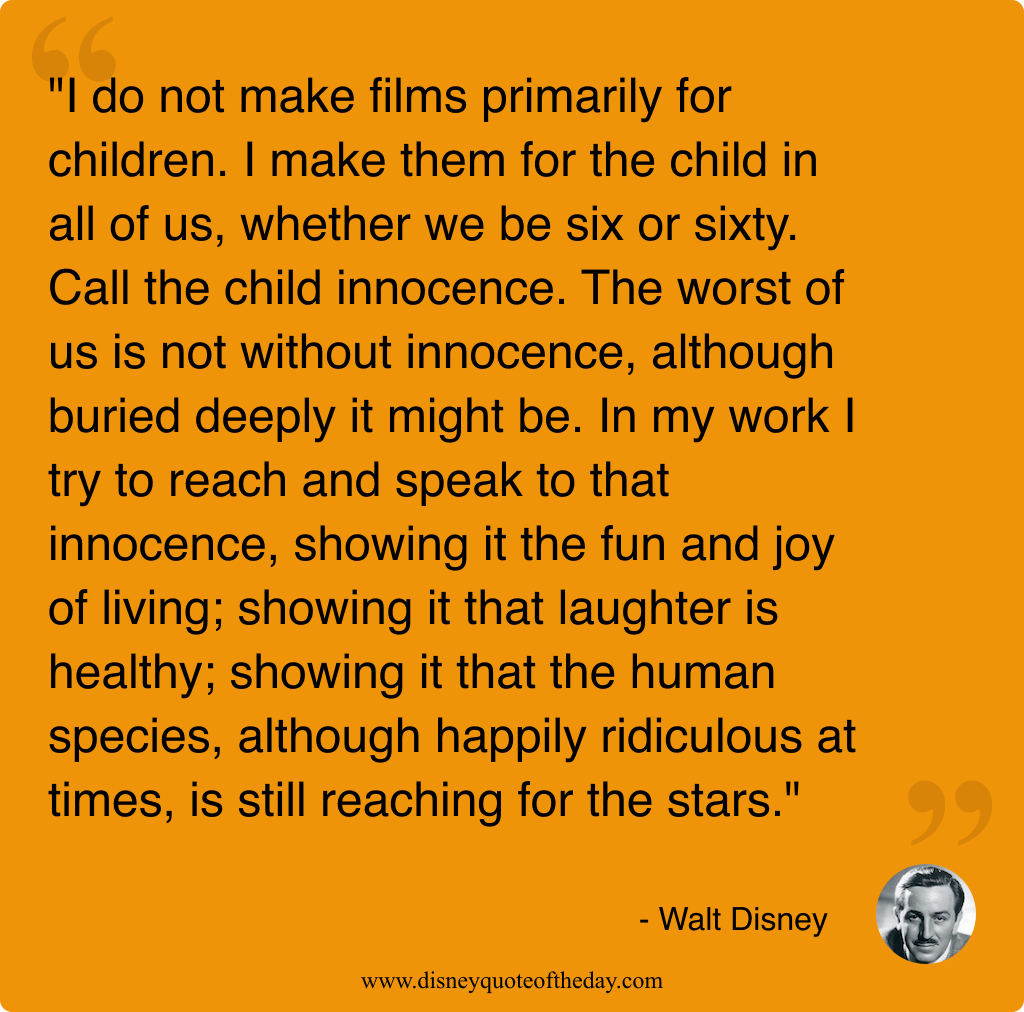 "I do not make films primarily for
children. I make them for the child in
all of us, whether we be six or sixty.
Call the child innocence. The worst of
us is not without innocence, although
buried deeply it might be. In my work I
try to reach and speak to that
innocence, showing it the fun and joy
of living; showing it that laughter is
healthy; showing it that the human
species, although happily ridiculous at
times, is still reaching for the stars."
- Walt Disney
www.disneyquoteoftheday.com